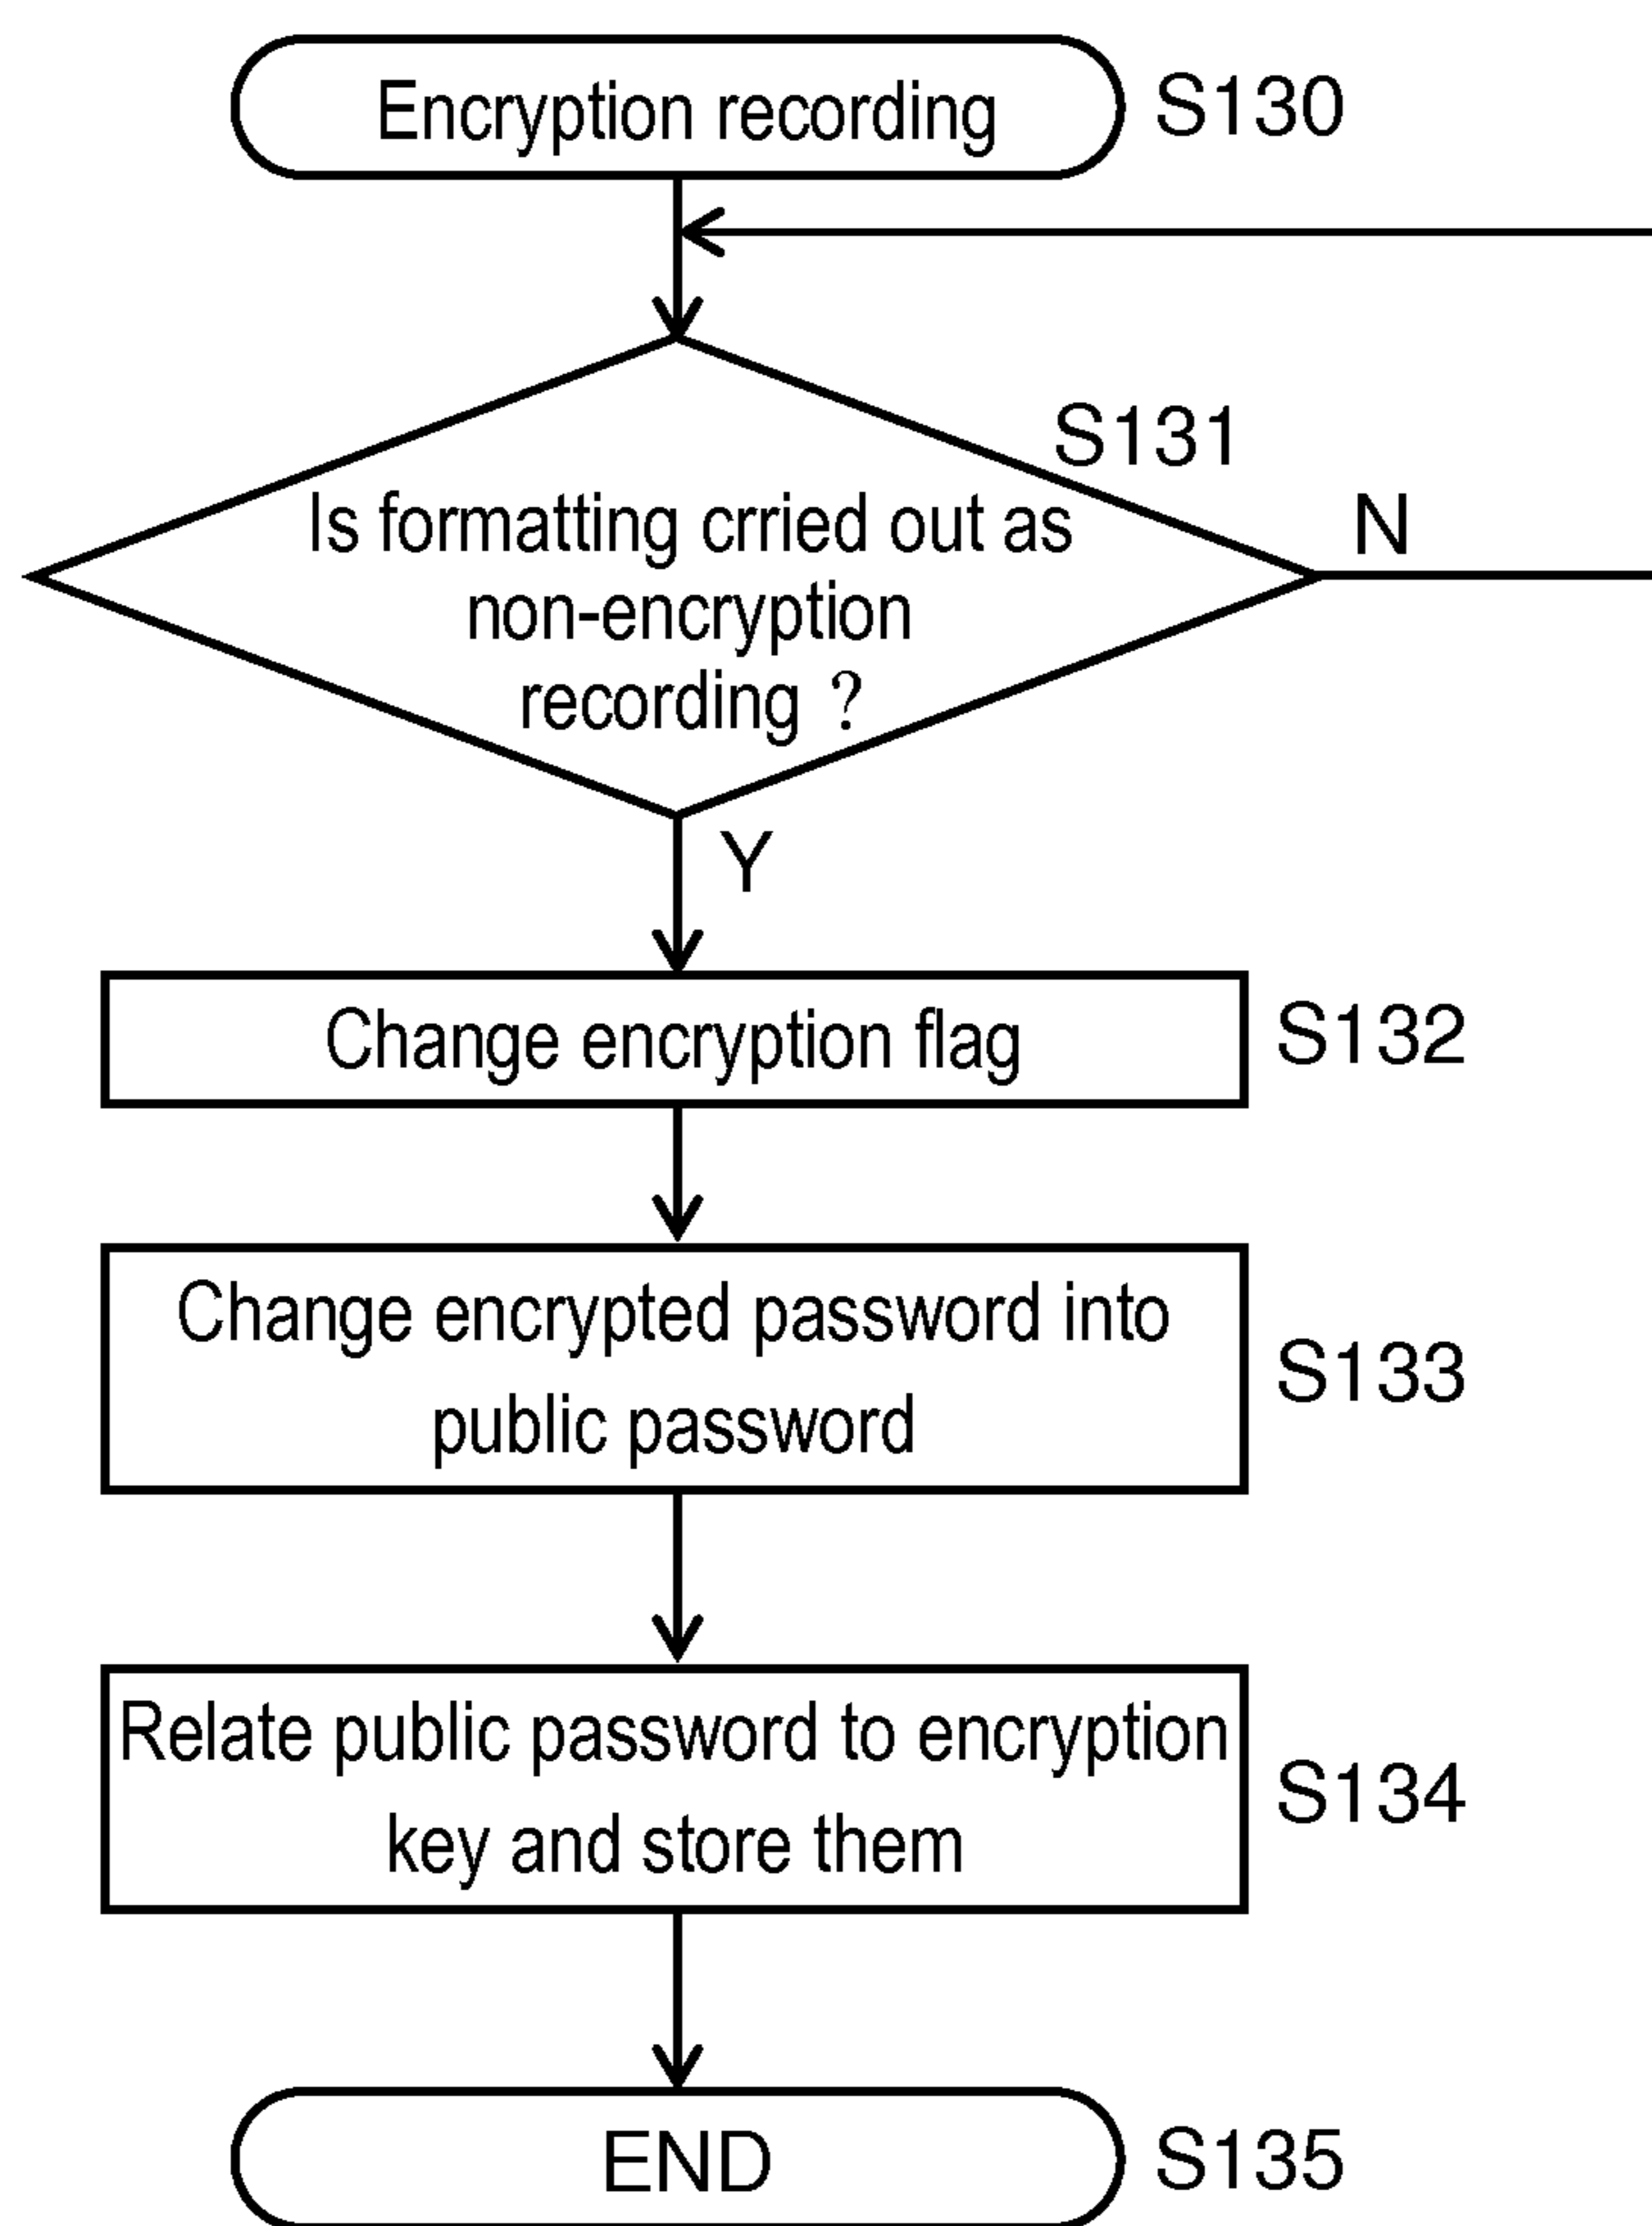 Encryption recording
S130
S131
Is formatting crried out as
N
non-encryption
recording ?
Y
Change encryption flag
S132
Change encrypted password into
public password
S133
Relate public password to encryption
key and store them
S134
END
S135